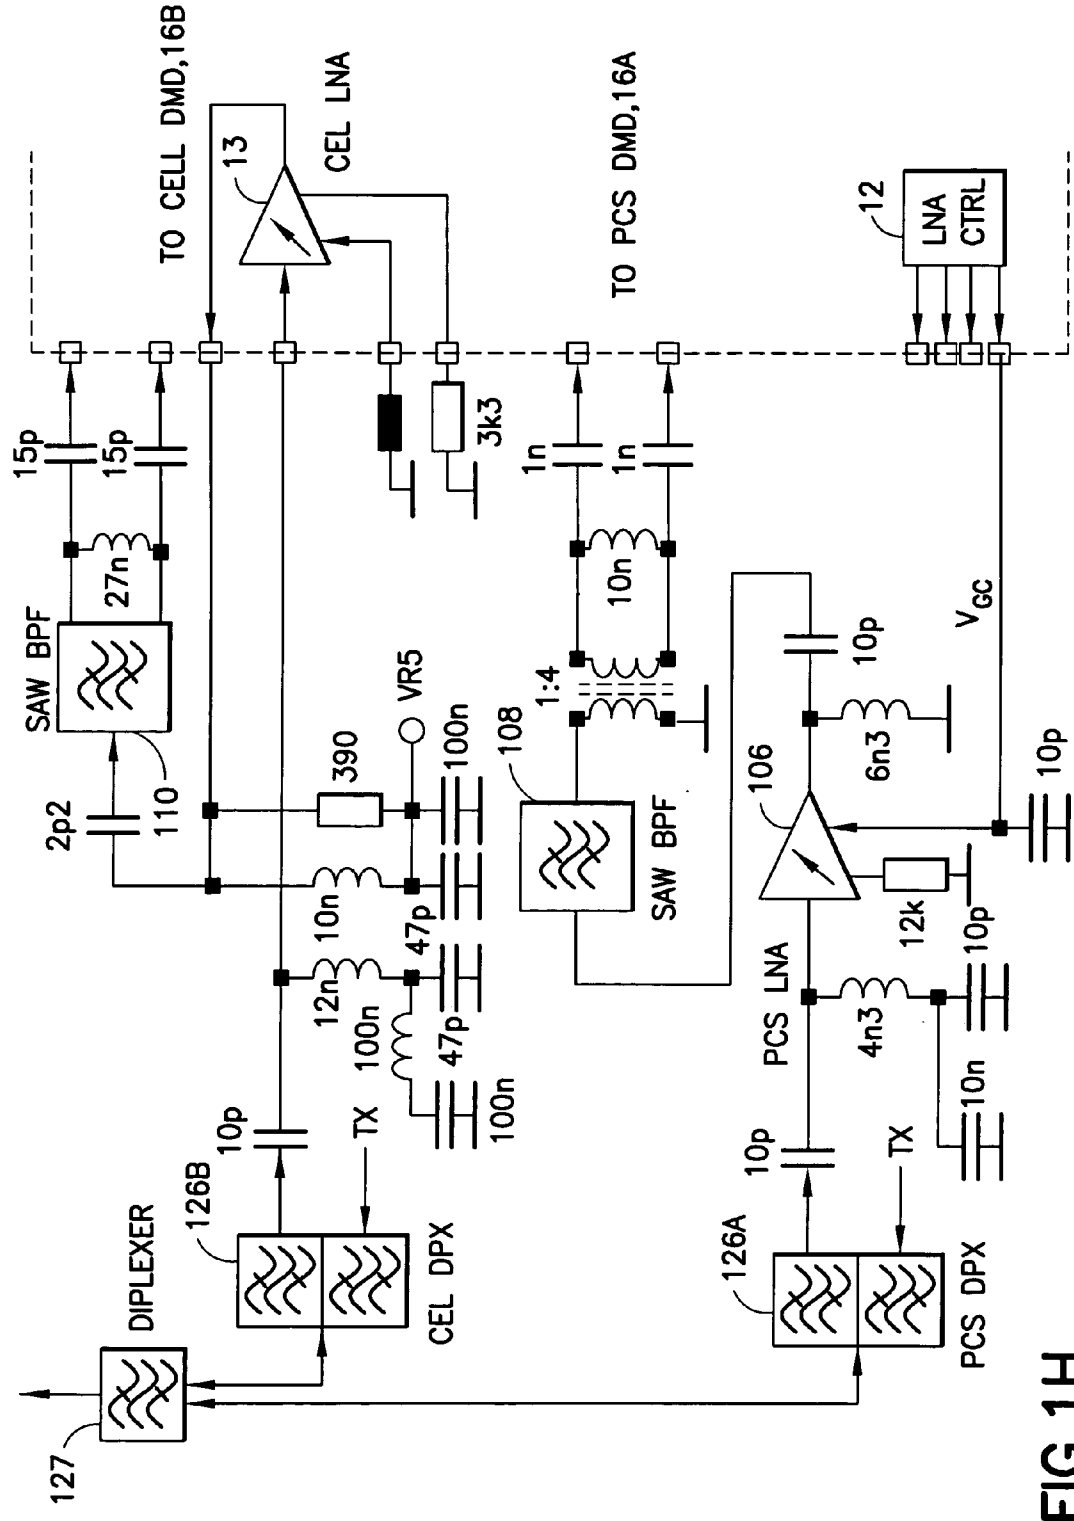 TO CELL DMD,16B
13
CEL LNA
TO PCS DMD,16A
12
LNA
CTRL
15p
15p
27n
SAW BPF
110
2p2
3k3
1n
1n
10n
1:4
108
SAW BPF
VR5
390
100n
10n
47p
12n
100n
47p
100n
10p
VGC
10p
6n3
106
10p
12k
PCS LNA
10p
4n3
10n
10p
TX
126B
CEL DPX
DIPLEXER
127
TX
126A
PCS DPX
FIG.1H